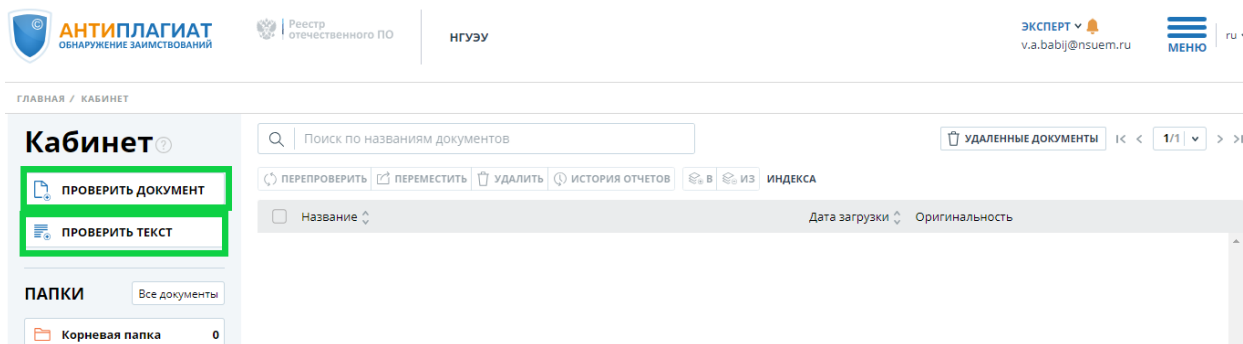 ©
АНТИПЛАГИАТ
ОБНАРУЖЕНИЕ ЗАИМСТВОВАНИЙ
Реестр
отечественного ПО
НГУЭУ
ЭКСПЕРТ
v.a.babij@nsuem.ru
МЕНЮ
ru
ГЛАВНАЯ / КАБИНЕТ
Кабинет ?
Поиск по названиям документов
УДАЛЕННЫЕ ДОКУМЕНТЫ
1/1
ПРОВЕРИТЬ ДОКУМЕНТ
ПЕРЕПРОВЕРИТЬ ПЕРЕМЕСТИТЬ УДАЛИТЬ ИСТОРИЯ ОТЧЕТОВ В ИЗ ИНДЕКСА
ПРОВЕРИТЬ ТЕКСТ
Название Дата загрузки Оригинальность
ПАПКИ Все документы
Корневая папка 0